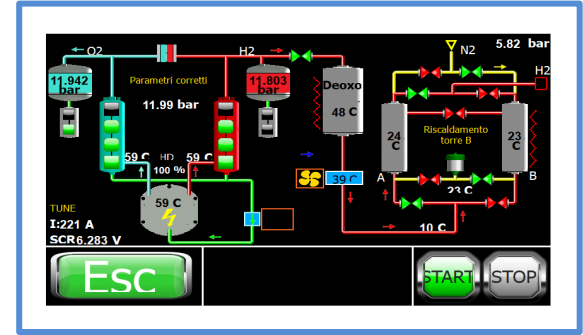 O2
H2
N2
5.82 bar
11.942
bar
Parametri corretti
11.803
bar
H2
11.99 bar
Deoxo
48 C
24
C
Riscaldamento
torre B
23
C
59 C
HD
59 C
100 %
39 C
A
23 C
B
59 C
TUNE
I:221 A
SCR6.283 V
10 C
Esc
START
STOP